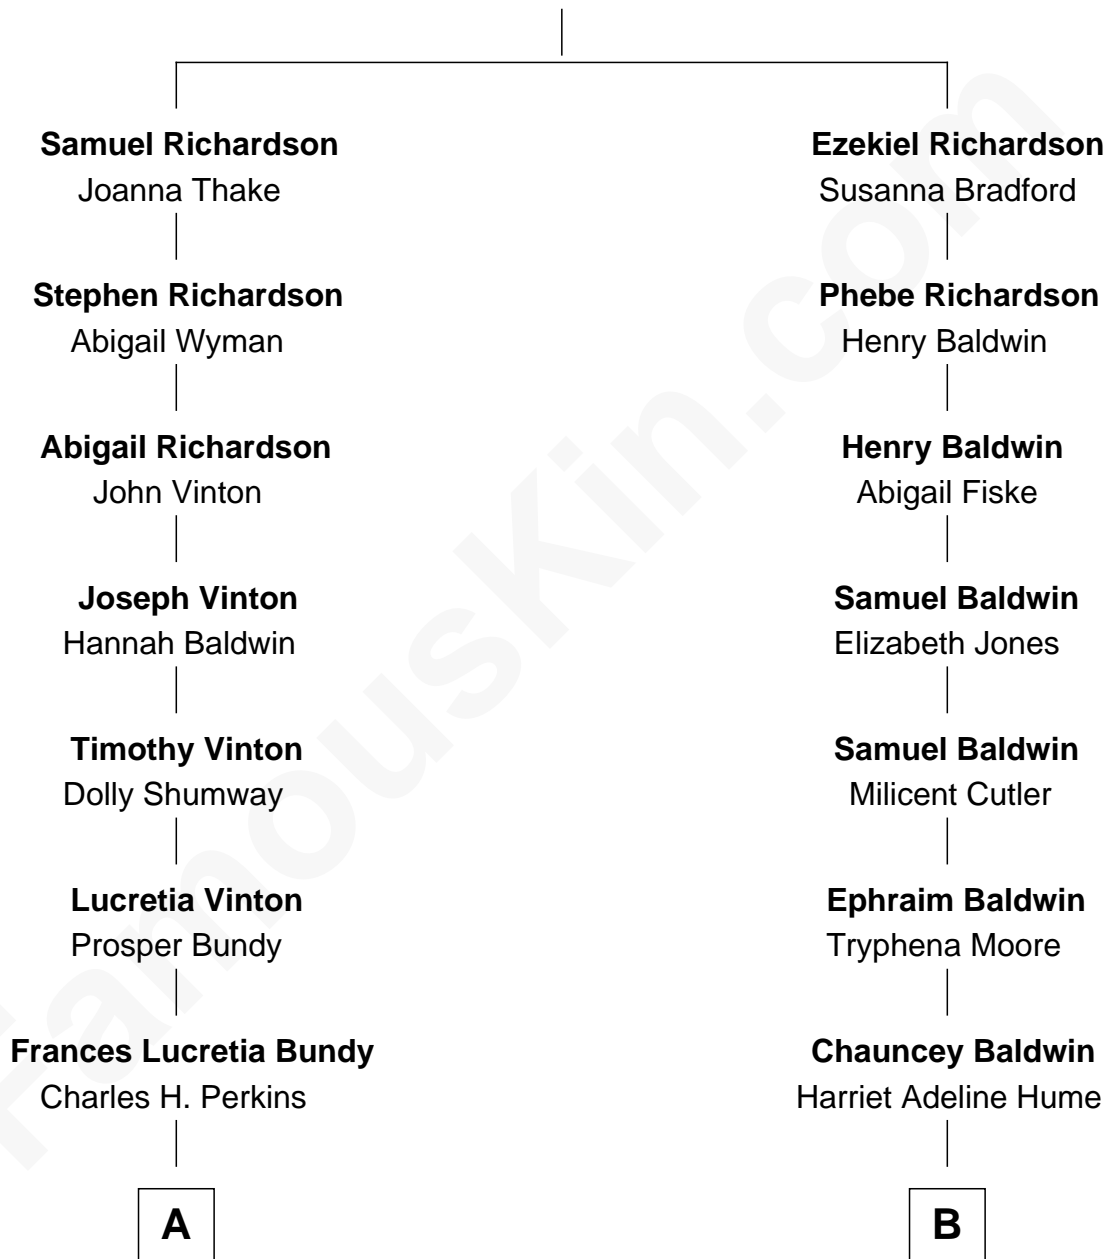 Samuel Richardson
Joanna Thake
Ezekiel Richardson
Susanna Bradford
Stephen Richardson
Abigail Wyman
Phebe Richardson
Henry Baldwin
Abigail Richardson
John Vinton
Henry Baldwin
Abigail Fiske
Joseph Vinton
Hannah Baldwin
Samuel Baldwin
Elizabeth Jones
Timothy Vinton
Dolly Shumway
Samuel Baldwin
Milicent Cutler
Lucretia Vinton
Prosper Bundy
Ephraim Baldwin
Tryphena Moore
Frances Lucretia Bundy
Charles H. Perkins
Chauncey Baldwin
Harriet Adeline Hume
A
B
FamousKin.com